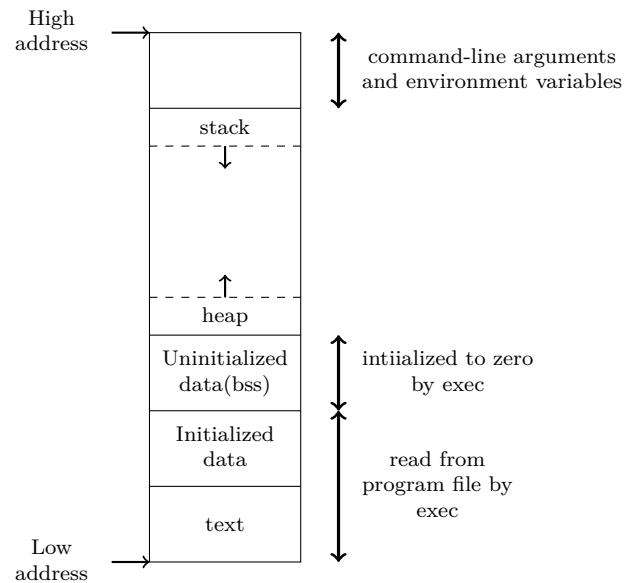 High
address
command-line arguments
and environment variables
stack
heap
Uninitialized
data(bss)
intiialized to zero
by exec
Initialized
data
read from
program file by
exec
text
Low
address